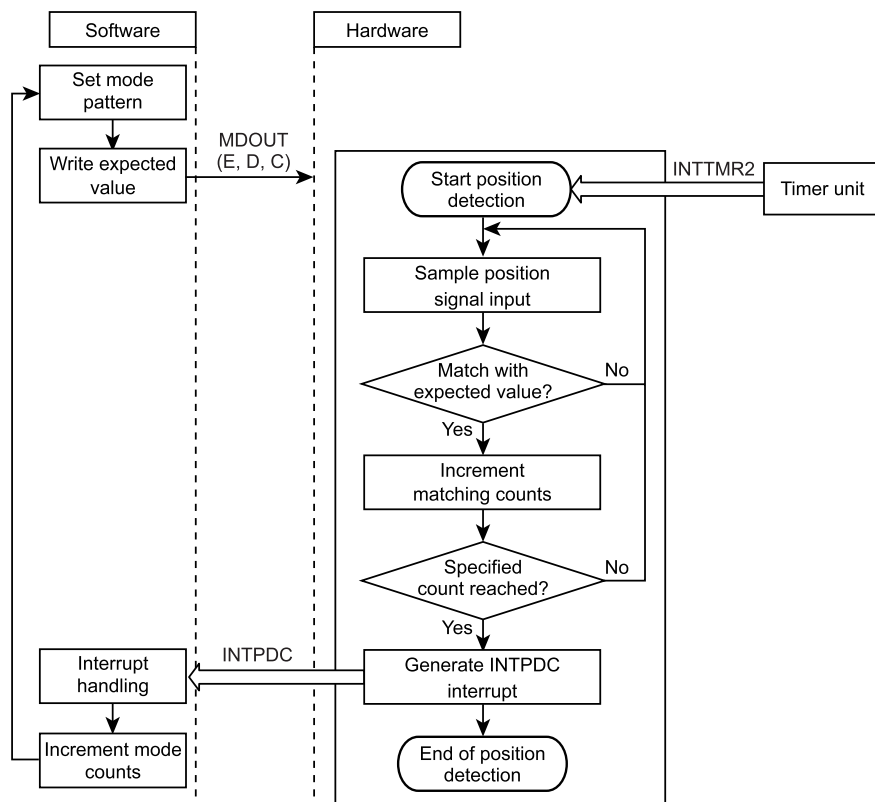 Software
Hardware
Set mode
pattern
Write expected
value
MDOUT
(E, D, C)
Start position
detection
INTTMR2
Timer unit
Sample position
signal input
Match with
expected value?
No
Yes
Increment
matching counts
Specified
count reached?
No
Yes
Generate INTPDC
interrupt
INTPDC
Interrupt
handling
Increment mode
counts
End of position
detection